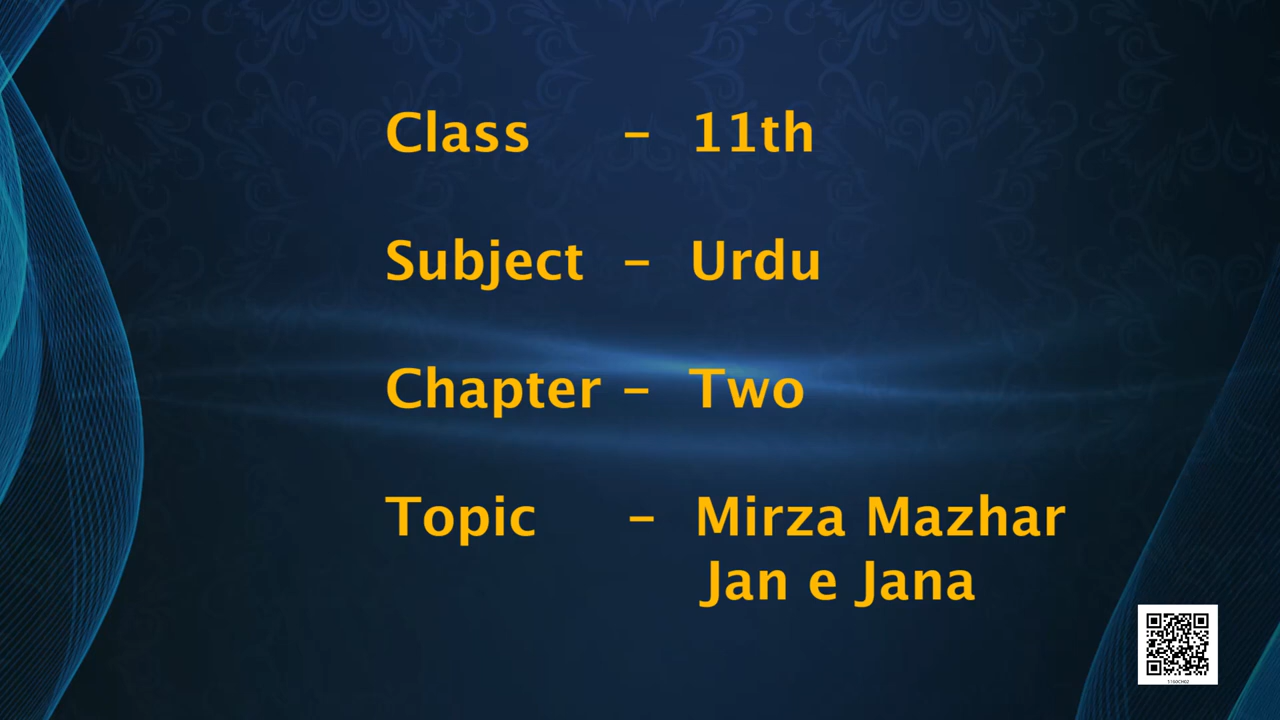 Class - 11th
Subject - Urdu
Chapter - Two
Topic - Mirza Mazhar
Jan e Jana